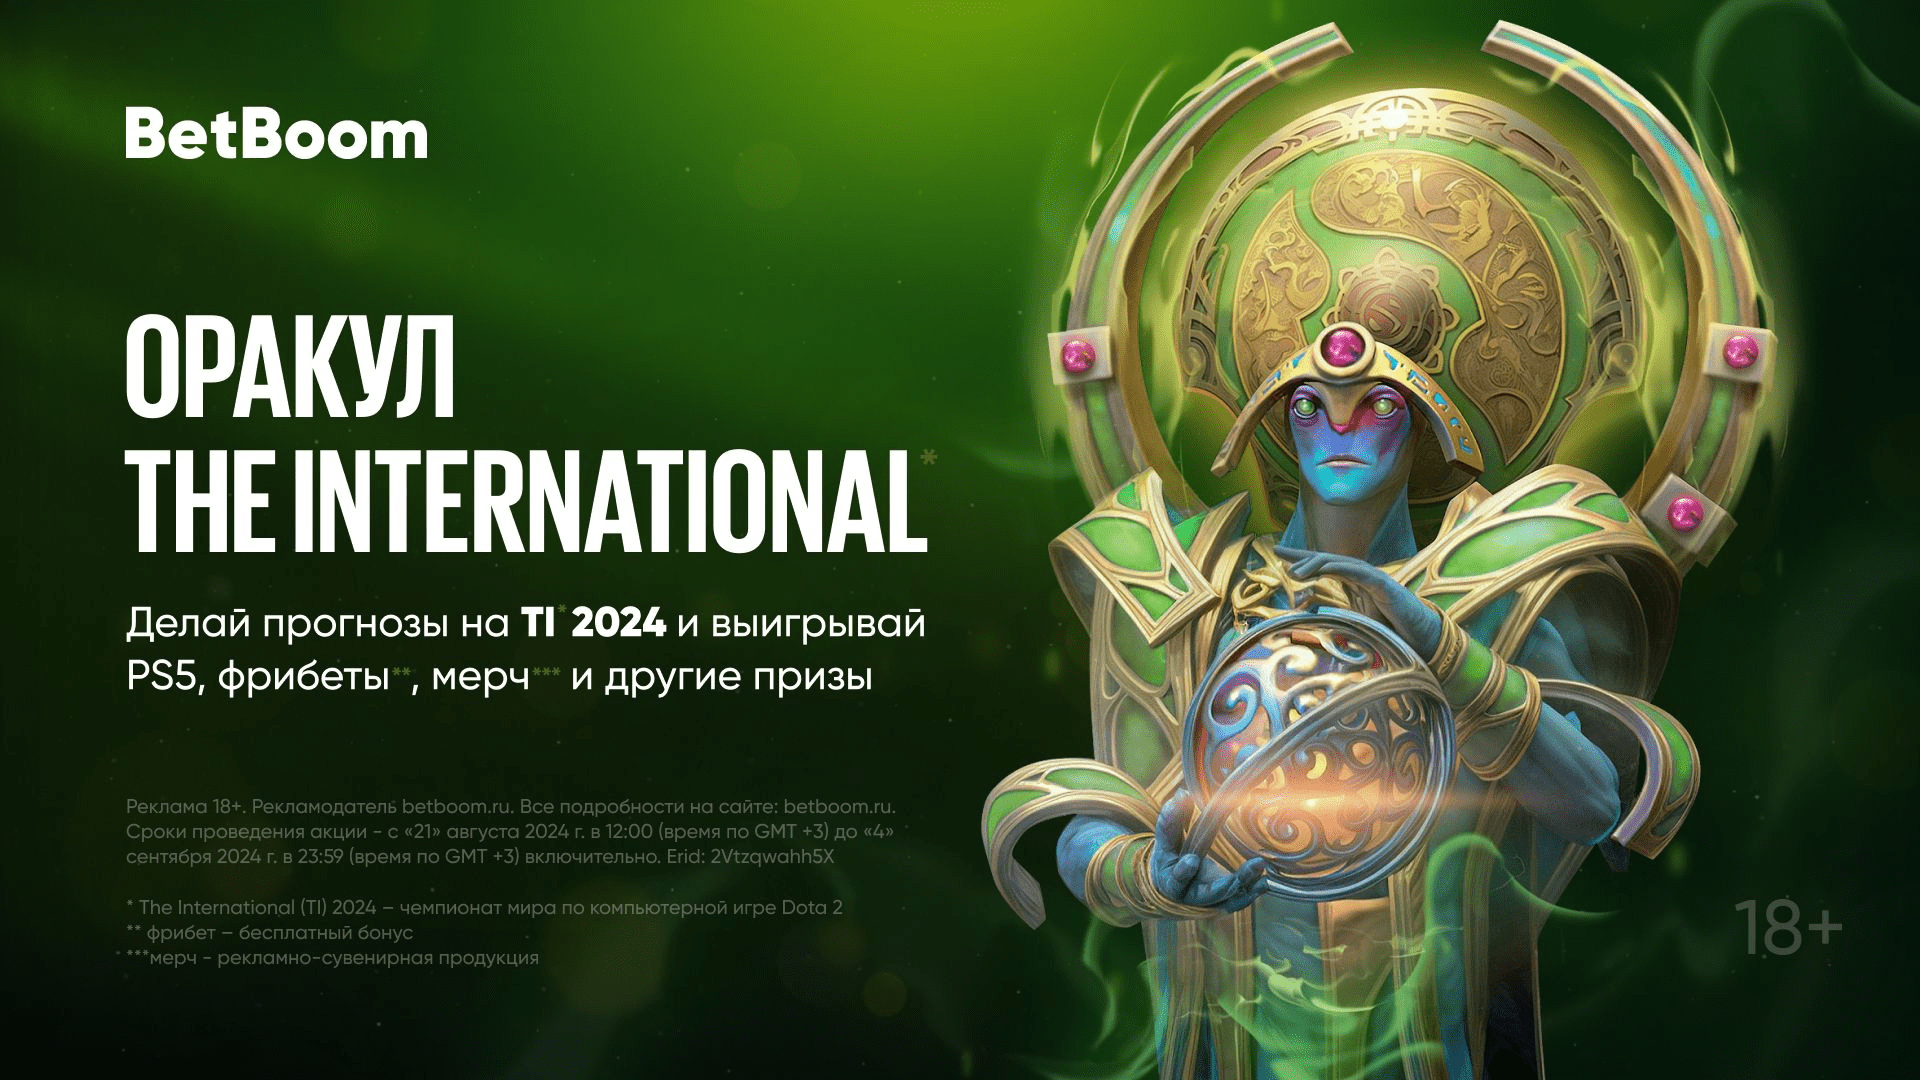 BetBoom
ОРАКУЛ
THE INTERNATIONAL*
Делай прогнозы на TI* 2024 и выигрывай
PS5, фрибеты**, мерч*** и другие призы
Реклама 18+. Рекламодатель betboom.ru. Все подробности на сайте: betboom.ru.
Сроки проведения акции - с «21» августа 2024 г. в 12:00 (время по GMT +3) до «4»
сентября 2024 г. в 23:59 (время по GMT +3) включительно. Erid: 2Vtzqwahh5X
* The International (TI) 2024 – чемпионат мира по компьютерной игре Dota 2
** фрибет – бесплатный бонус
***мерч - рекламно-сувенирная продукция
18+